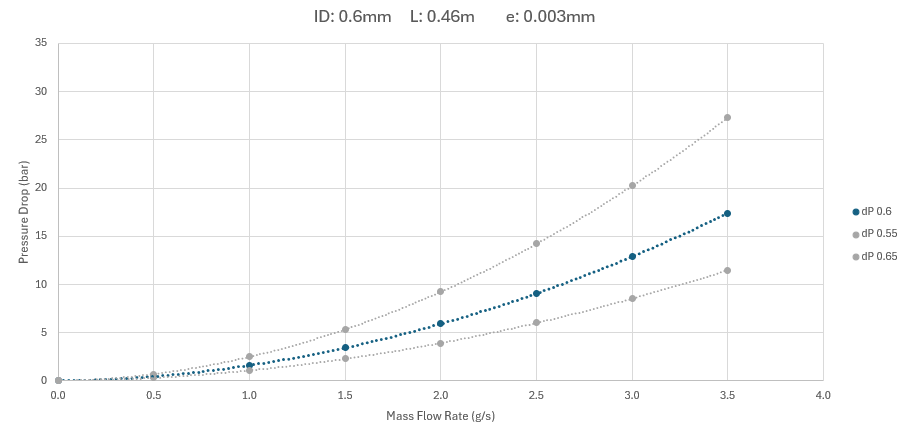 ID: 0.6mm L: 0.46m e: 0.003mm
35
30
25
20
15
10
5
0
Pressure Drop (bar)
0.0 0.5 1.0 1.5 2.0 2.5 3.0 3.5 4.0
Mass Flow Rate (g/s)
dP 0.6
dP 0.55
dP 0.65